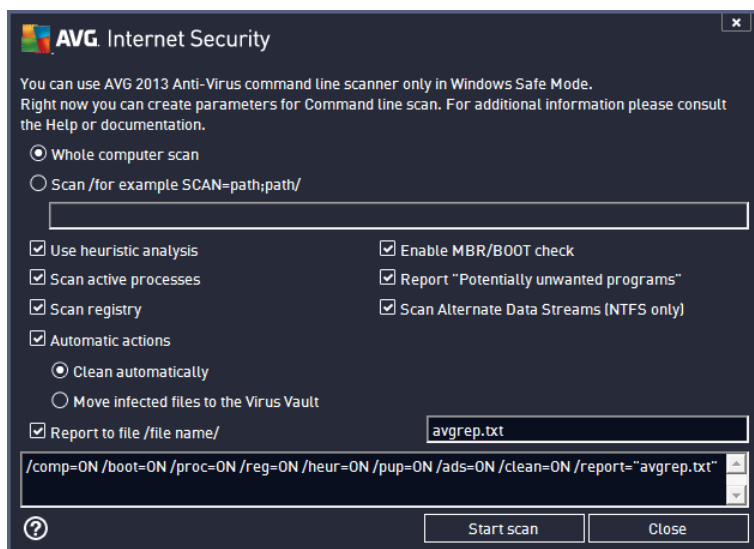 AVG. Internet Security
x
You can use AVG 2013 Anti-Virus command line scanner only in Windows Safe Mode.
Right now you can create parameters for Command line scan. For additional information please consult
the Help or documentation.
Whole computer scan
Scan /for example SCAN=path;path/
Use heuristic analysis
Enable MBR/BOOT check
Scan active processes
Report "Potentially unwanted programs"
Scan registry
Scan Alternate Data Streams (NTFS only)
Automatic actions
Clean automatically
Move infected files to the Virus Vault
Report to file /file name/
avgrep.txt
/comp=ON /boot=ON /proc=ON /reg=ON /heur=ON /pup=ON /ads=ON /clean=ON /report="avgrep.txt"
?
Start scan
Close